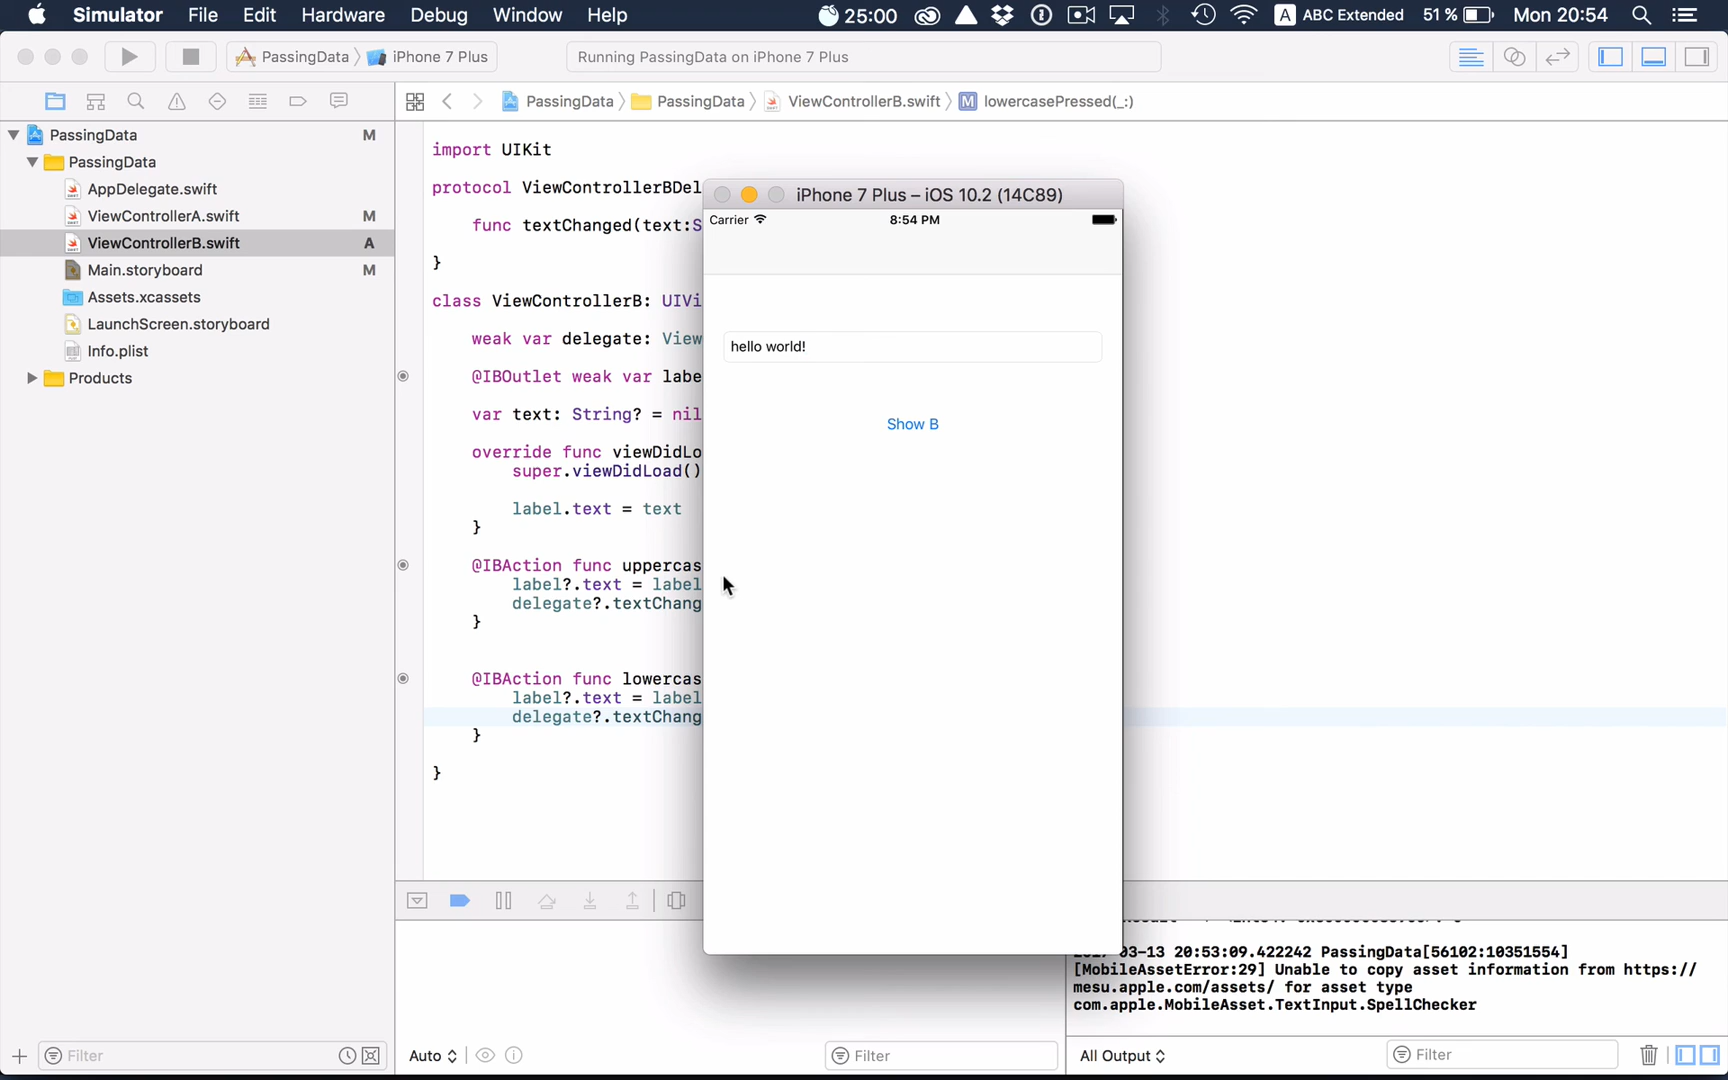 Simulator File Edit Hardware Debug Window Help 25:00 A ABC Extended 51 % Mon 20:54
PassingData iPhone 7 Plus Running PassingData on iPhone 7 Plus
PassingData PassingData ViewControllerB.swift M lowercasePressed(_:)
PassingData M
PassingData
AppDelegate.swift
ViewControllerA.swift M
ViewControllerB.swift A
Main.storyboard M
Assets.xcassets
LaunchScreen.storyboard
Info.plist
Products
import UIKit
protocol ViewControllerBDel
func textChanged(text:S
}
class ViewControllerB: UIVi
weak var delegate: View
@IBOutlet weak var labe
var text: String? = nil
override func viewDidLo
super.viewDidLoad()
label.text = text
}
@IBAction func uppercas
label?.text = label
delegate?.textChang
}
@IBAction func lowercas
label?.text = label
delegate?.textChang
}
}
iPhone 7 Plus – iOS 10.2 (14C89)
Carrier 8:54 PM
hello world!
Show B
03-13 20:53:09.422242 PassingData[56102:10351554]
[MobileAssetError:29] Unable to copy asset information from https://
mesu.apple.com/assets/ for asset type
com.apple.MobileAsset.TextInput.SpellChecker
Filter Auto Filter All Output Filter